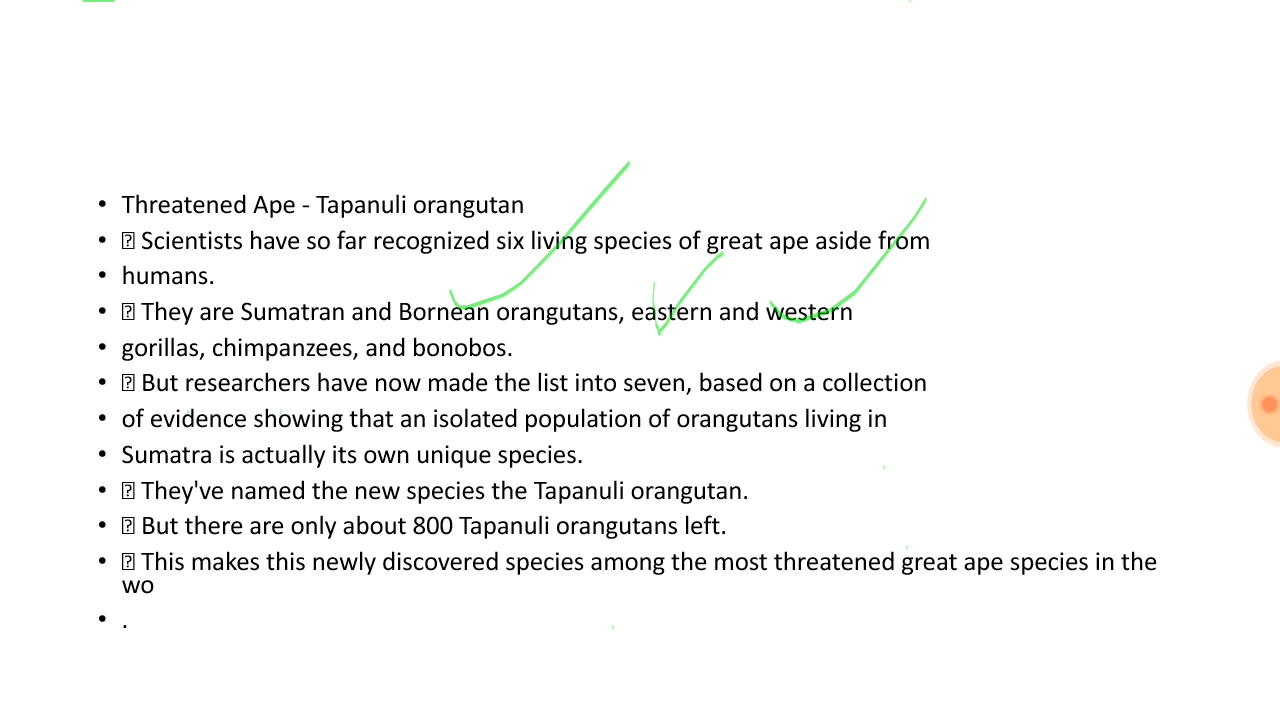 • Threatened Ape - Tapanuli orangutan
• Scientists have so far recognized six living species of great ape aside from
• humans.
• They are Sumatran and Bornean orangutans, eastern and western
• gorillas, chimpanzees, and bonobos.
• But researchers have now made the list into seven, based on a collection
• of evidence showing that an isolated population of orangutans living in
• Sumatra is actually its own unique species.
• They've named the new species the Tapanuli orangutan.
• But there are only about 800 Tapanuli orangutans left.
• This makes this newly discovered species among the most threatened great ape species in the
wo
• .